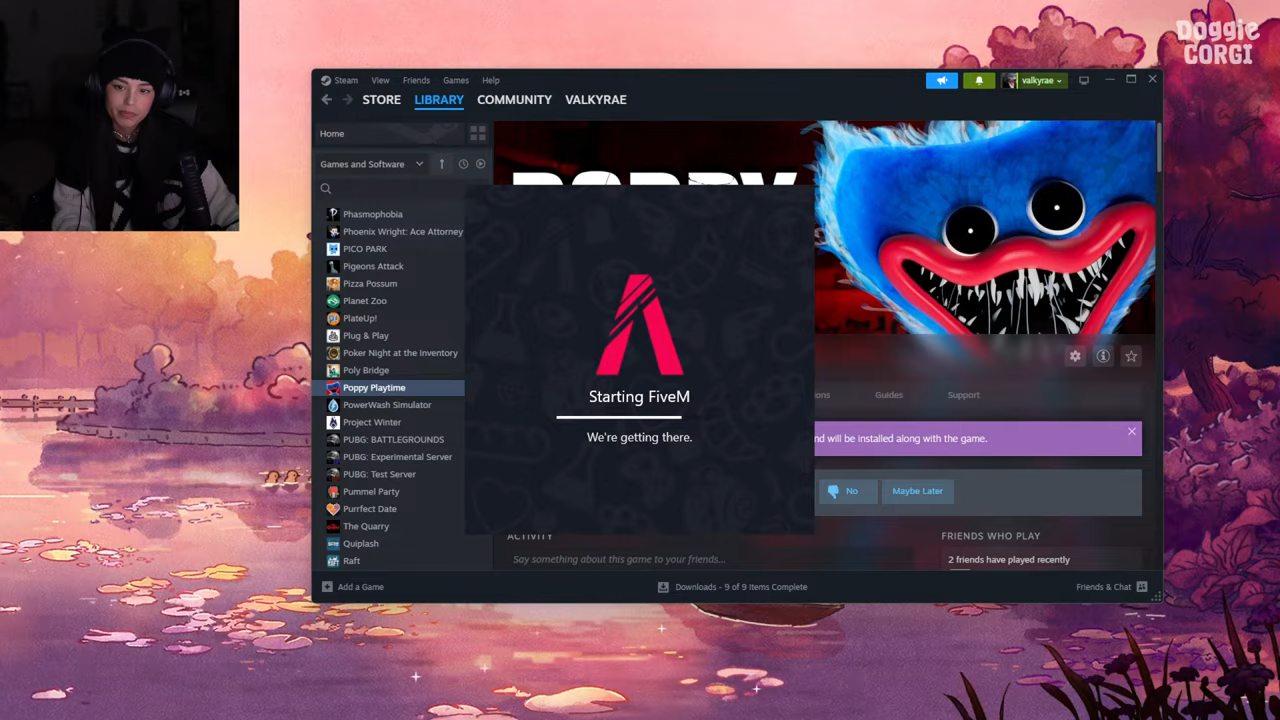 Doggie
CORGI
Steam View Friends Games Help
valkyrae
STORE LIBRARY COMMUNITY VALKYRAE
Home
Games and Software
POPPY
Phasmophobia
Phoenix Wright: Ace Attorney
PICO PARK
Pigeons Attack
Pizza Possum
Planet Zoo
PlateUp!
Plug & Play
Poker Night at the Inventory
Poly Bridge
Poppy Playtime
PowerWash Simulator
Project Winter
PUBG: BATTLEGROUNDS
PUBG: Experimental Server
PUBG: Test Server
Pummel Party
Purrfect Date
The Quarry
Quiplash
Raft
Starting FiveM
We're getting there.
Guides Support
nd will be installed along with the game.
No Maybe Later
ACTIVITY
Say something about this game to your friends...
FRIENDS WHO PLAY
2 friends have played recently
Add a Game
Downloads - 9 of 9 Items Complete
Friends & Chat